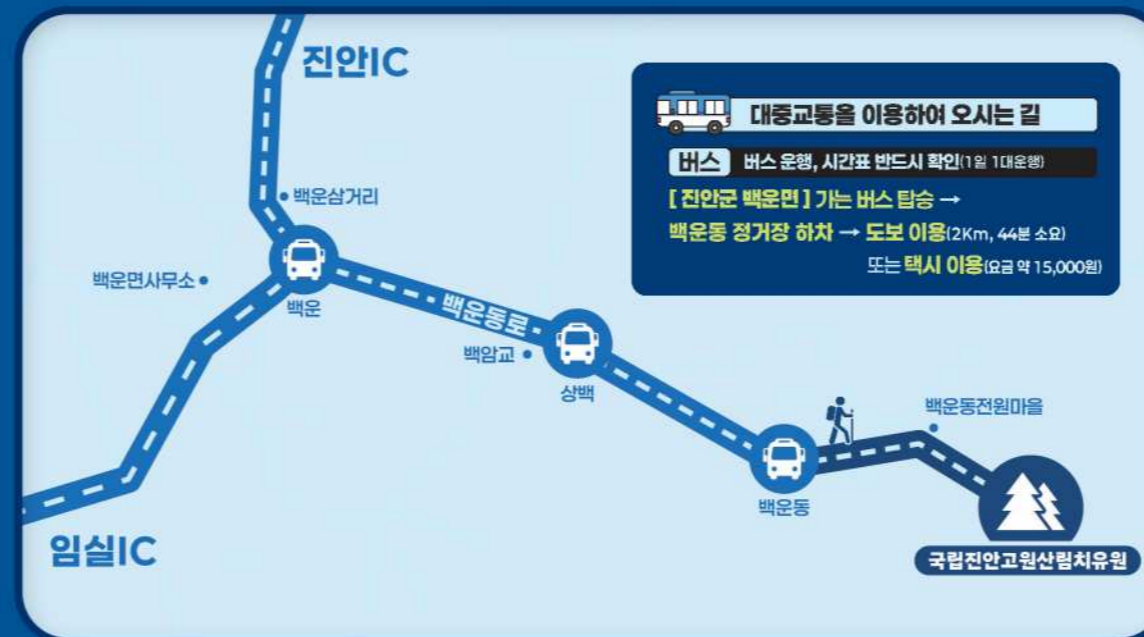 진안IC
대중교통을 이용하여 오시는 길
버스 버스 운행, 시간표 반드시 확인(1일 1대운행)
[ 진안군 백운면 ] 가는 버스 탑승 →
백운동 정거장 하차 → 도보 이용(2Km, 44분 소요)
또는 택시 이용(요금 약 15,000원)
백운삼거리
백운면사무소
백운
백운동로
백암교
상백
백운동전원마을
백운동
임실IC
국립진안고원산림치유원